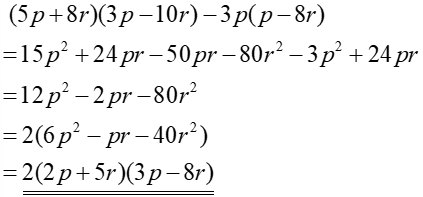 (5p+8r)(3p−10r)−3p(p−8r)
=15p²+24pr−50pr−80r²−3p²+24pr
=12p²−2pr−80r²
=2(6p²−pr−40r²)
=2(2p+5r)(3p−8r)